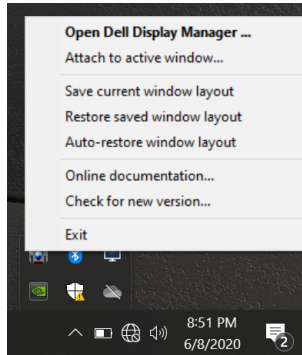 Open Dell Display Manager ...
Attach to active window...
Save current window layout
Restore saved window layout
Auto-restore window layout
Online documentation...
Check for new version...
Exit
8:51 PM
6/8/2020
2